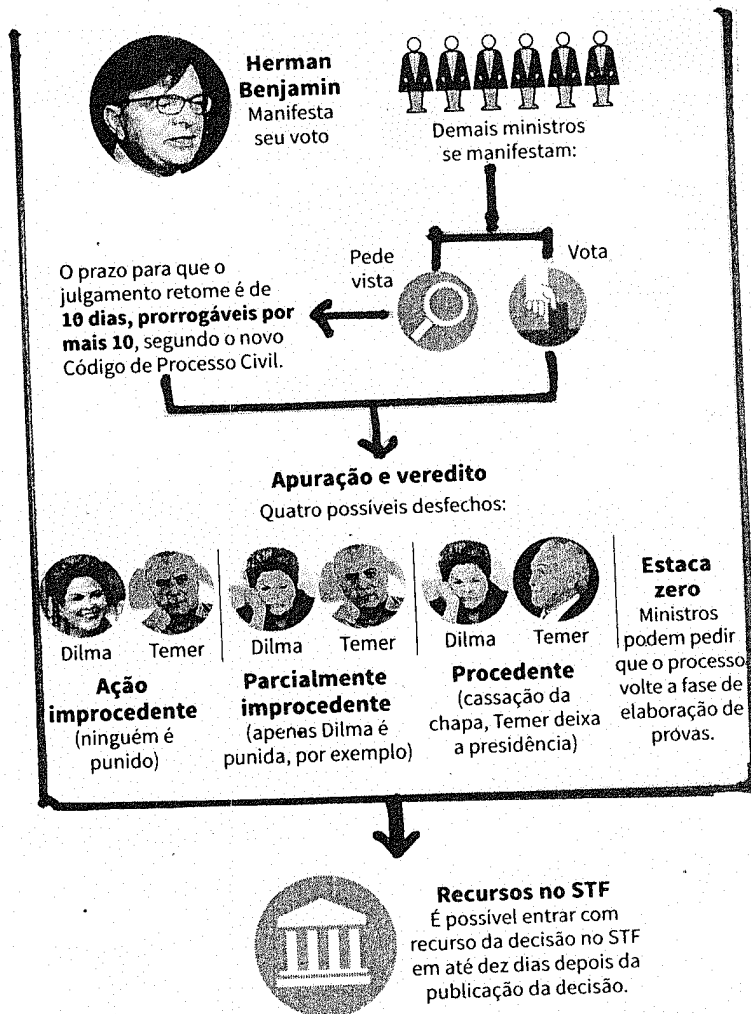 Herman
Benjamin
Manifesta
seu voto
Demais ministros
se manifestam:
Pede
vista
Vota
O prazo para que o
julgamento retome é de
10 dias, prorrogáveis por
mais 10, segundo o novo
Código de Processo Civil.
Apuração e veredito
Quatro possíveis desfechos:
Dilma
Temer
Ação
improcedente
(ninguém é
punido)
Dilma
Temer
Parcialmente
improcedente
(apenas Dilma é
punida, por exemplo)
Dilma
Temer
Procedente
(cassação da
chapa, Temer deixa
a presidência)
Estaca
zero
Ministros
podem pedir
que o processo
volte a fase de
elaboração de
provas.
Recursos no STF
É possível entrar com
recurso da decisão no STF
em até dez dias depois da
publicação da decisão.